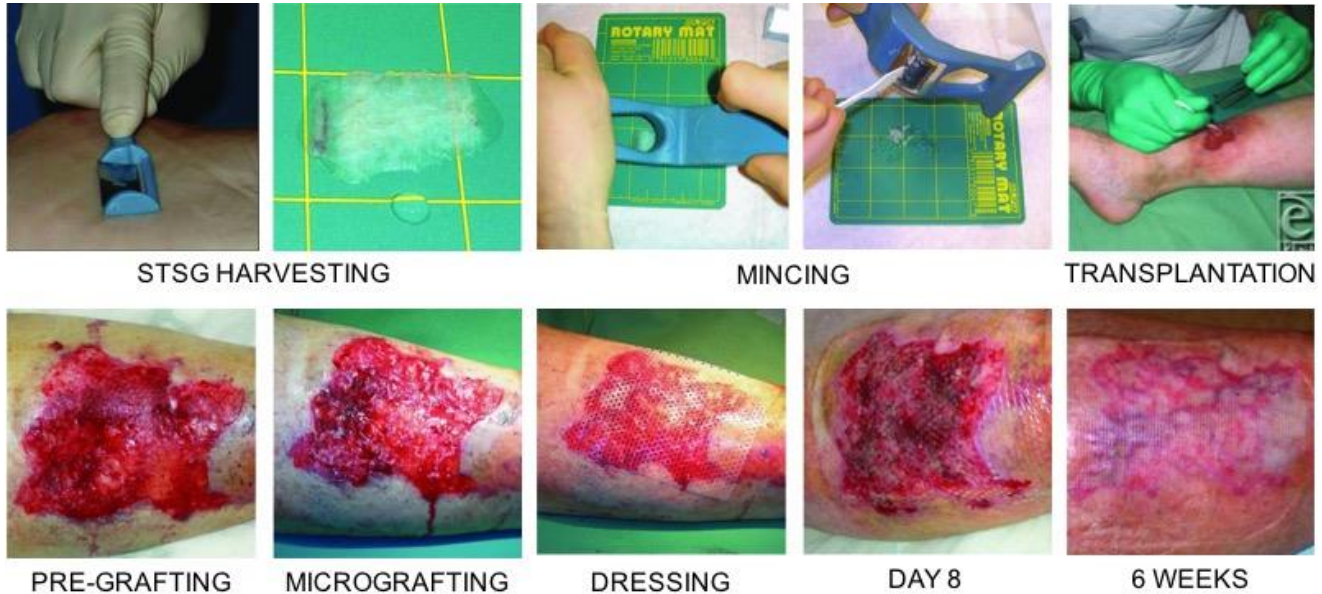 ROTARY MAT
ROTARY MAT
STSG HARVESTING
MINCING
TRANSPLANTATION
PRE-GRAFTING
MICROGRAFTING
DRESSING
DAY 8
6 WEEKS